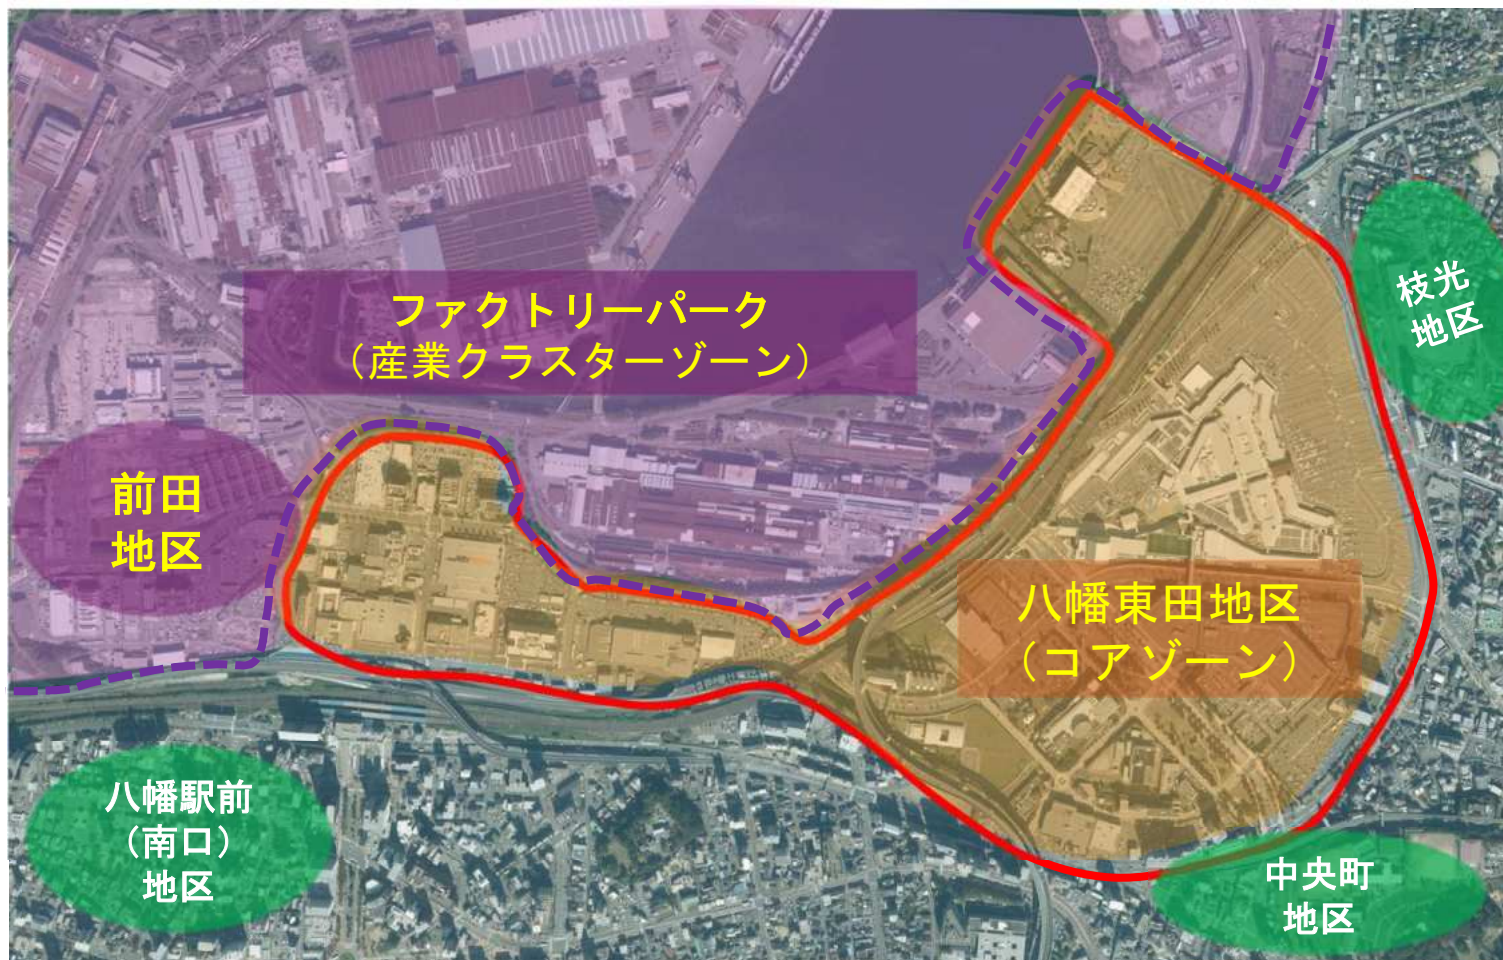 ファクトリーパーク
（産業クラスターゾーン）
枝光
地区
前田
地区
八幡東田地区
（コアゾーン）
八幡駅前
（南口）
地区
中央町
地区